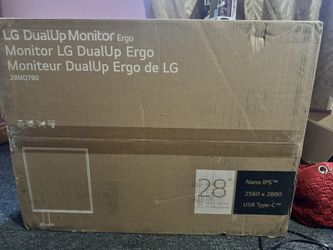 LG DualUp Monitor Ergo
Monitor LG DualUp Ergo
Moniteur DualUp Ergo de LG
28MQ780
28
Nano IPS™
2560 x 2880
USB Type-C™